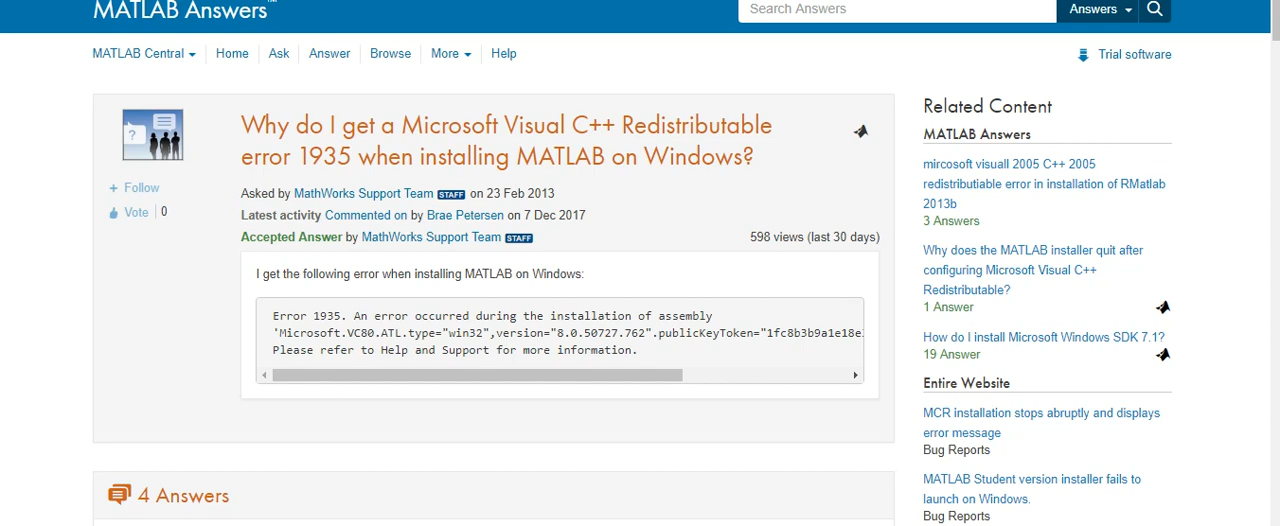 MATLAB Answers™
Search Answers
Answers
MATLAB Central
Home
Ask
Answer
Browse
More
Help
Trial software
?
Why do I get a Microsoft Visual C++ Redistributable
error 1935 when installing MATLAB on Windows?
+ Follow
Vote 0
Asked by MathWorks Support Team STAFF on 23 Feb 2013
Latest activity Commented on by Brae Petersen on 7 Dec 2017
Accepted Answer by MathWorks Support Team STAFF
598 views (last 30 days)
I get the following error when installing MATLAB on Windows:
Error 1935. An error occurred during the installation of assembly
'Microsoft.VC80.ATL.type="win32",version="8.0.50727.762".publicKeyToken="1fc8b3b9a1e18e
Please refer to Help and Support for more information.
4 Answers
Related Content
MATLAB Answers
mircosoft visuall 2005 C++ 2005
redistributiable error in installation of RMatlab
2013b
3 Answers
Why does the MATLAB installer quit after
configuring Microsoft Visual C++
Redistributable?
1 Answer
How do I install Microsoft Windows SDK 7.1?
19 Answer
Entire Website
MCR installation stops abruptly and displays
error message
Bug Reports
MATLAB Student version installer fails to
launch on Windows.
Bug Reports